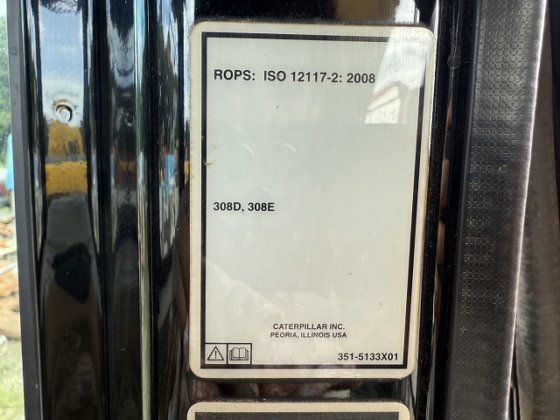 ROPS: ISO 12117-2: 2008
308D, 308E
CATERPILLAR INC.
PEORIA, ILLINOIS USA
351-5133X01